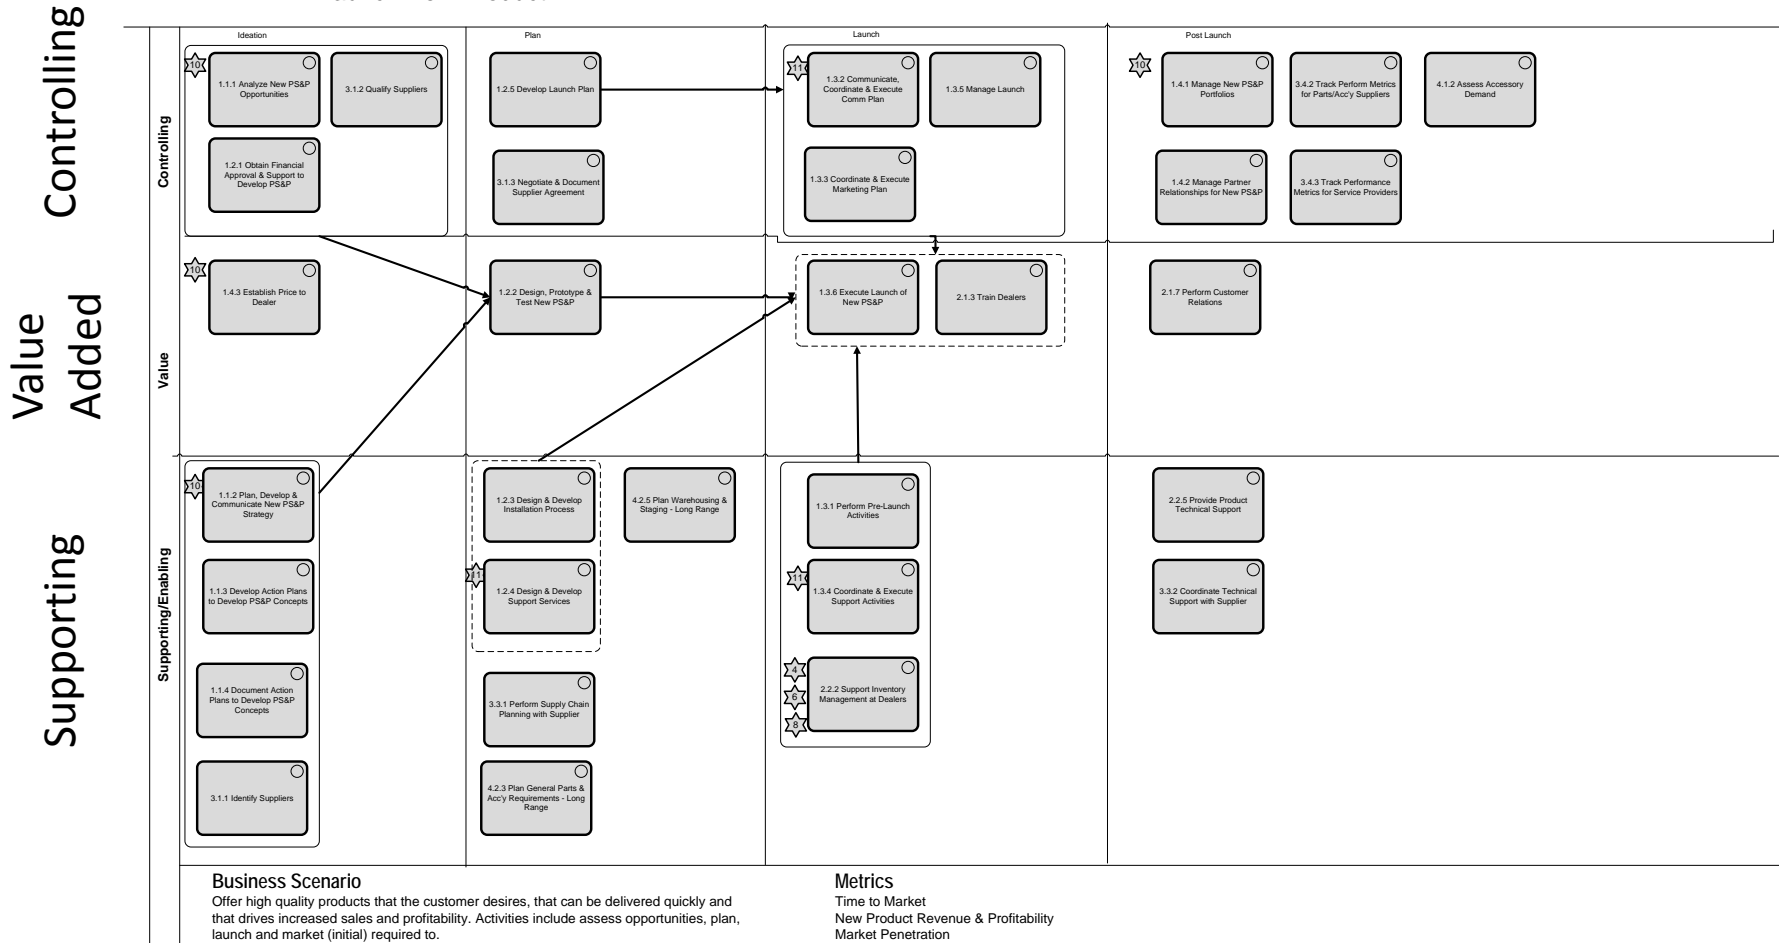 Controlling
Value
Added
Supporting
Controlling
Value
Supporting/Enabling
Ideation
Plan
Launch
Post Launch
10
1.1.1 Analyze New PS&P
Opportunities
3.1.2 Qualify Suppliers
1.2.1 Obtain Financial
Approval & Support to
Develop PS&P
1.2.5 Develop Launch Plan
3.1.3 Negotiate & Document
Supplier Agreement
11
1.3.2 Communicate,
Coordinate & Execute
Comm Plan
1.3.5 Manage Launch
1.3.3 Coordinate & Execute
Marketing Plan
10
1.4.1 Manage New PS&P
Portfolios
3.4.2 Track Perform Metrics
for Parts/Acc'y Suppliers
4.1.2 Assess Accessory
Demand
1.4.2 Manage Partner
Relationships for New PS&P
3.4.3 Track Performance
Metrics for Service Providers
10
1.4.3 Establish Price to
Dealer
1.2.2 Design, Prototype &
Test New PS&P
1.3.6 Execute Launch of
New PS&P
2.1.3 Train Dealers
2.1.7 Perform Customer
Relations
10
1.1.2 Plan, Develop &
Communicate New PS&P
Strategy
1.1.3 Develop Action Plans
to Develop PS&P Concepts
1.1.4 Document Action
Plans to Develop PS&P
Concepts
3.1.1 Identify Suppliers
1.2.3 Design & Develop
Installation Process
4.2.5 Plan Warehousing &
Staging - Long Range
11
1.2.4 Design & Develop
Support Services
3.3.1 Perform Supply Chain
Planning with Supplier
4.2.3 Plan General Parts &
Acc'y Requirements - Long
Range
1.3.1 Perform Pre-Launch
Activities
11
1.3.4 Coordinate & Execute
Support Activities
4
6
8
2.2.2 Support Inventory
Management at Dealers
2.2.5 Provide Product
Technical Support
3.3.2 Coordinate Technical
Support with Supplier
Business Scenario
Offer high quality products that the customer desires, that can be delivered quickly and
that drives increased sales and profitability. Activities include assess opportunities, plan,
launch and market (initial) required to.
Metrics
Time to Market
New Product Revenue & Profitability
Market Penetration